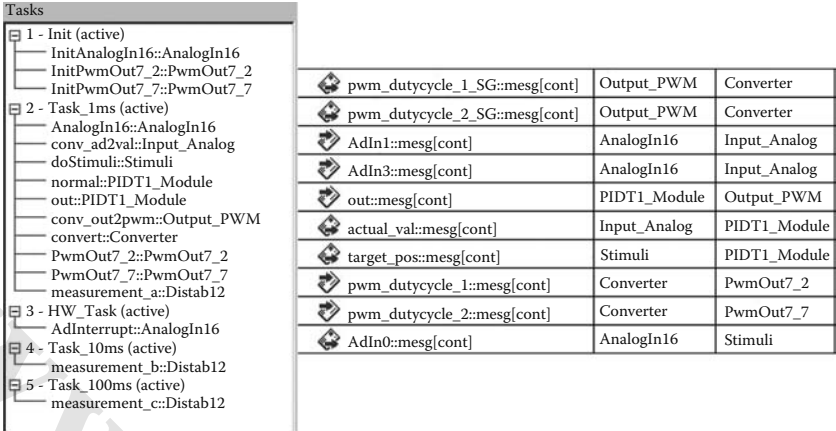 Tasks
1 - Init (active)
InitAnalogIn16::AnalogIn16
InitPwmOut7_2::PwmOut7_2
InitPwmOut7_7::PwmOut7_7
2 - Task_1ms (active)
AnalogIn16::AnalogIn16
conv_ad2val::Input_Analog
doStimuli::Stimuli
normal::PIDT1_Module
out::PIDT1_Module
conv_out2pwm::Output_PWM
convert::Converter
PwmOut7_2::PwmOut7_2
PwmOut7_7::PwmOut7_7
measurement_a::Distab12
3 - HW_Task (active)
AdInterrupt::AnalogIn16
4 - Task_10ms (active)
measurement_b::Distab12
5 - Task_100ms (active)
measurement_c::Distab12
pwm_dutycycle_1_SG::mesg[cont] Output_PWM Converter
pwm_dutycycle_2_SG::mesg[cont] Output_PWM Converter
AdIn1::mesg[cont] AnalogIn16 Input_Analog
AdIn3::mesg[cont] AnalogIn16 Input_Analog
out::mesg[cont] PIDT1_Module Output_PWM
actual_val::mesg[cont] Input_Analog PIDT1_Module
target_pos::mesg[cont] Stimuli PIDT1_Module
pwm_dutycycle_1::mesg[cont] Converter PwmOut7_2
pwm_dutycycle_2::mesg[cont] Converter PwmOut7_7
AdIn0::mesg[cont] AnalogIn16 Stimuli